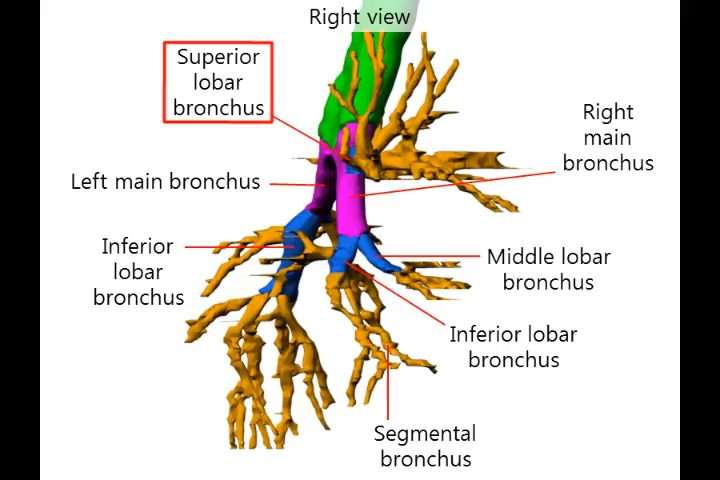 Right view
Superior
lobar
bronchus
Right
main
bronchus
Left main bronchus
Inferior
lobar
bronchus
Middle lobar
bronchus
Inferior lobar
bronchus
Segmental
bronchus